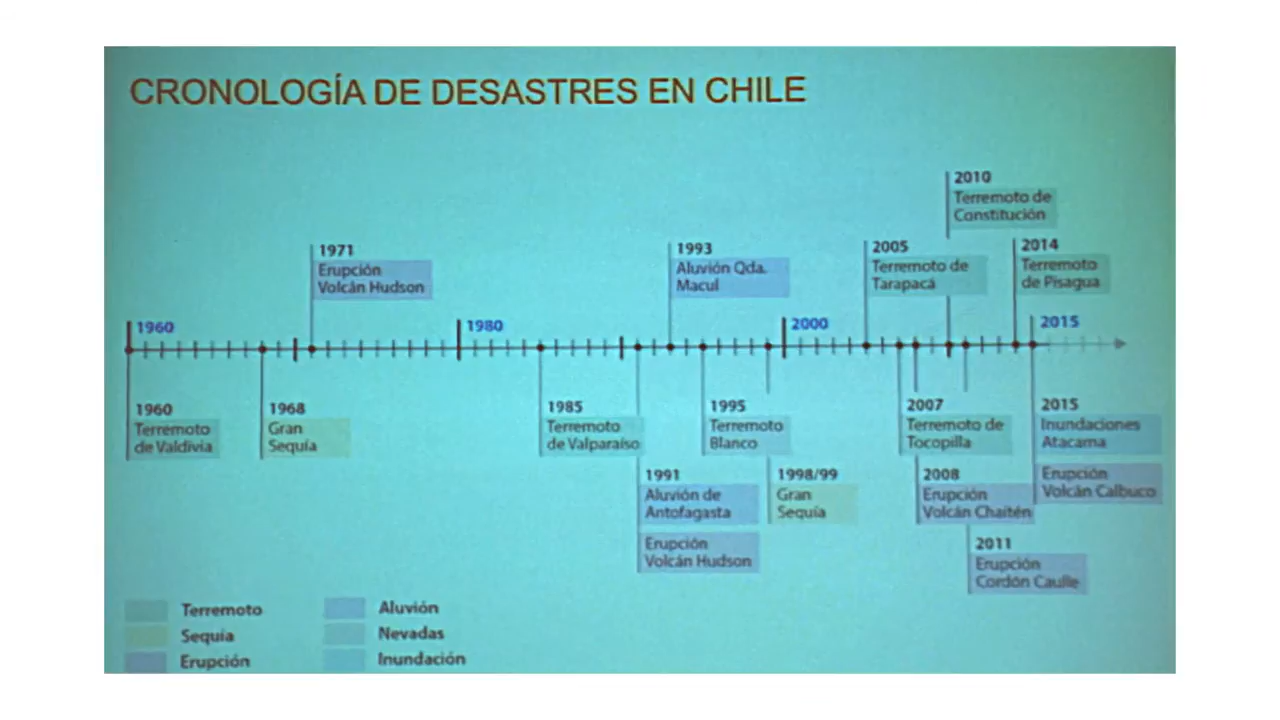 CRONOLOGÍA DE DESASTRES EN CHILE
2010
Terremoto de
Constitución
1971
Erupción
Volcán Hudson
1993
Aluvión Qda.
Macul
2005
Terremoto de
Tarapacá
2014
Terremoto
de Pisagua
1960
1980
2000
2015
1960
Terremoto
de Valdivia
1968
Gran
Sequía
1985
Terremoto
de Valparaíso
1991
Aluvión de
Antofagasta
Erupción
Volcán Hudson
1995
Terremoto
Blanco
1998/99
Gran
Sequía
2007
Terremoto de
Tocopilla
2008
Erupción
Volcán Chaitén
2011
Erupción
Cordón Caulle
2015
Inundaciones
Atacama
Erupción
Volcán Calbuco
Terremoto
Sequía
Erupción
Aluvión
Nevadas
Inundación